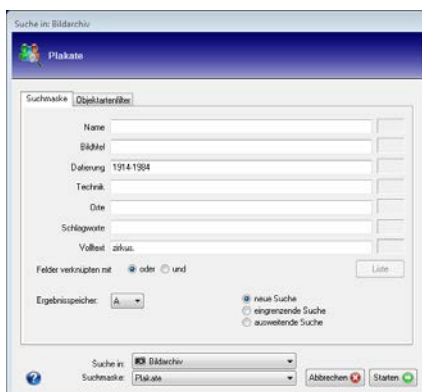 Suche in: Bildarchiv
Plakate
Suchmaske Objektartenfilter
Name
Bildtitel
Datierung 1914-1984
Technik
Orte
Schlagworte
Volltext zirkus.
Felder verknüpfen mit oder und Liste
Ergebnisspeicher: A neue Suche
eingrenzende Suche
ausweitende Suche
Suche in: Bildarchiv
Suchmaske: Plakate Abbrechen Starten